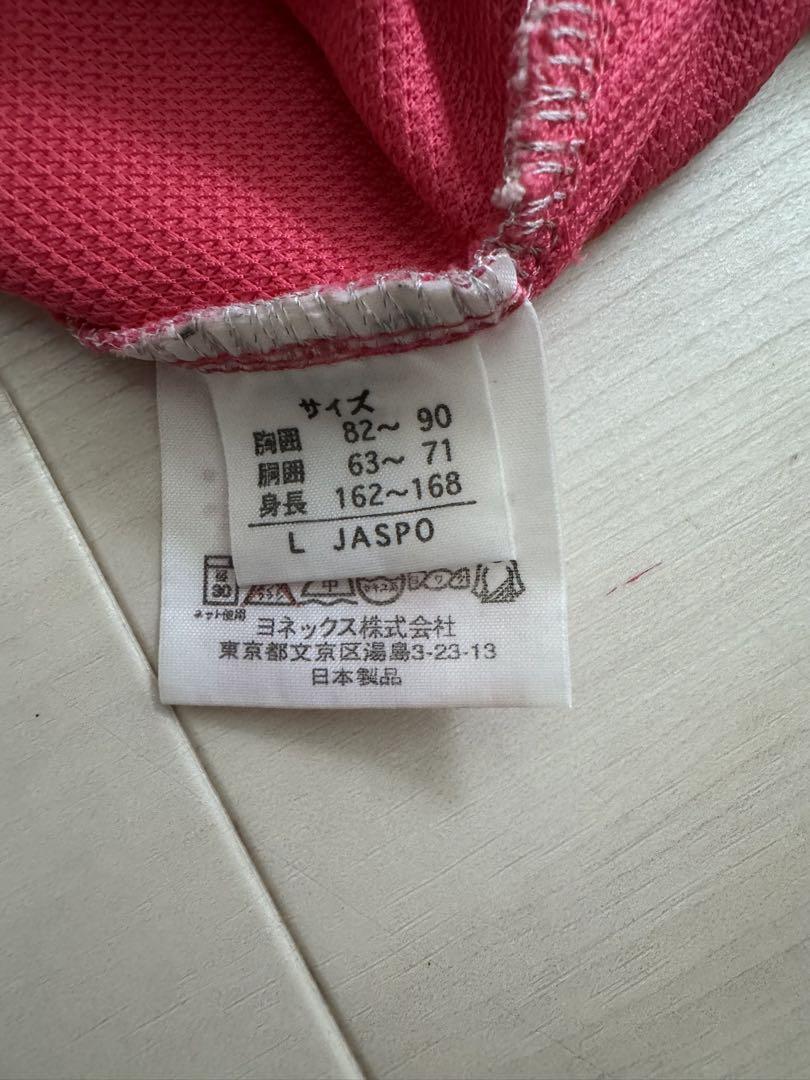 サイズ
胸囲 82～ 90
胴囲 63～ 71
身長 162～168
L JASPO
30 中
ネット使用
ヨネックス株式会社
東京都文京区湯島3-23-13
日本製品